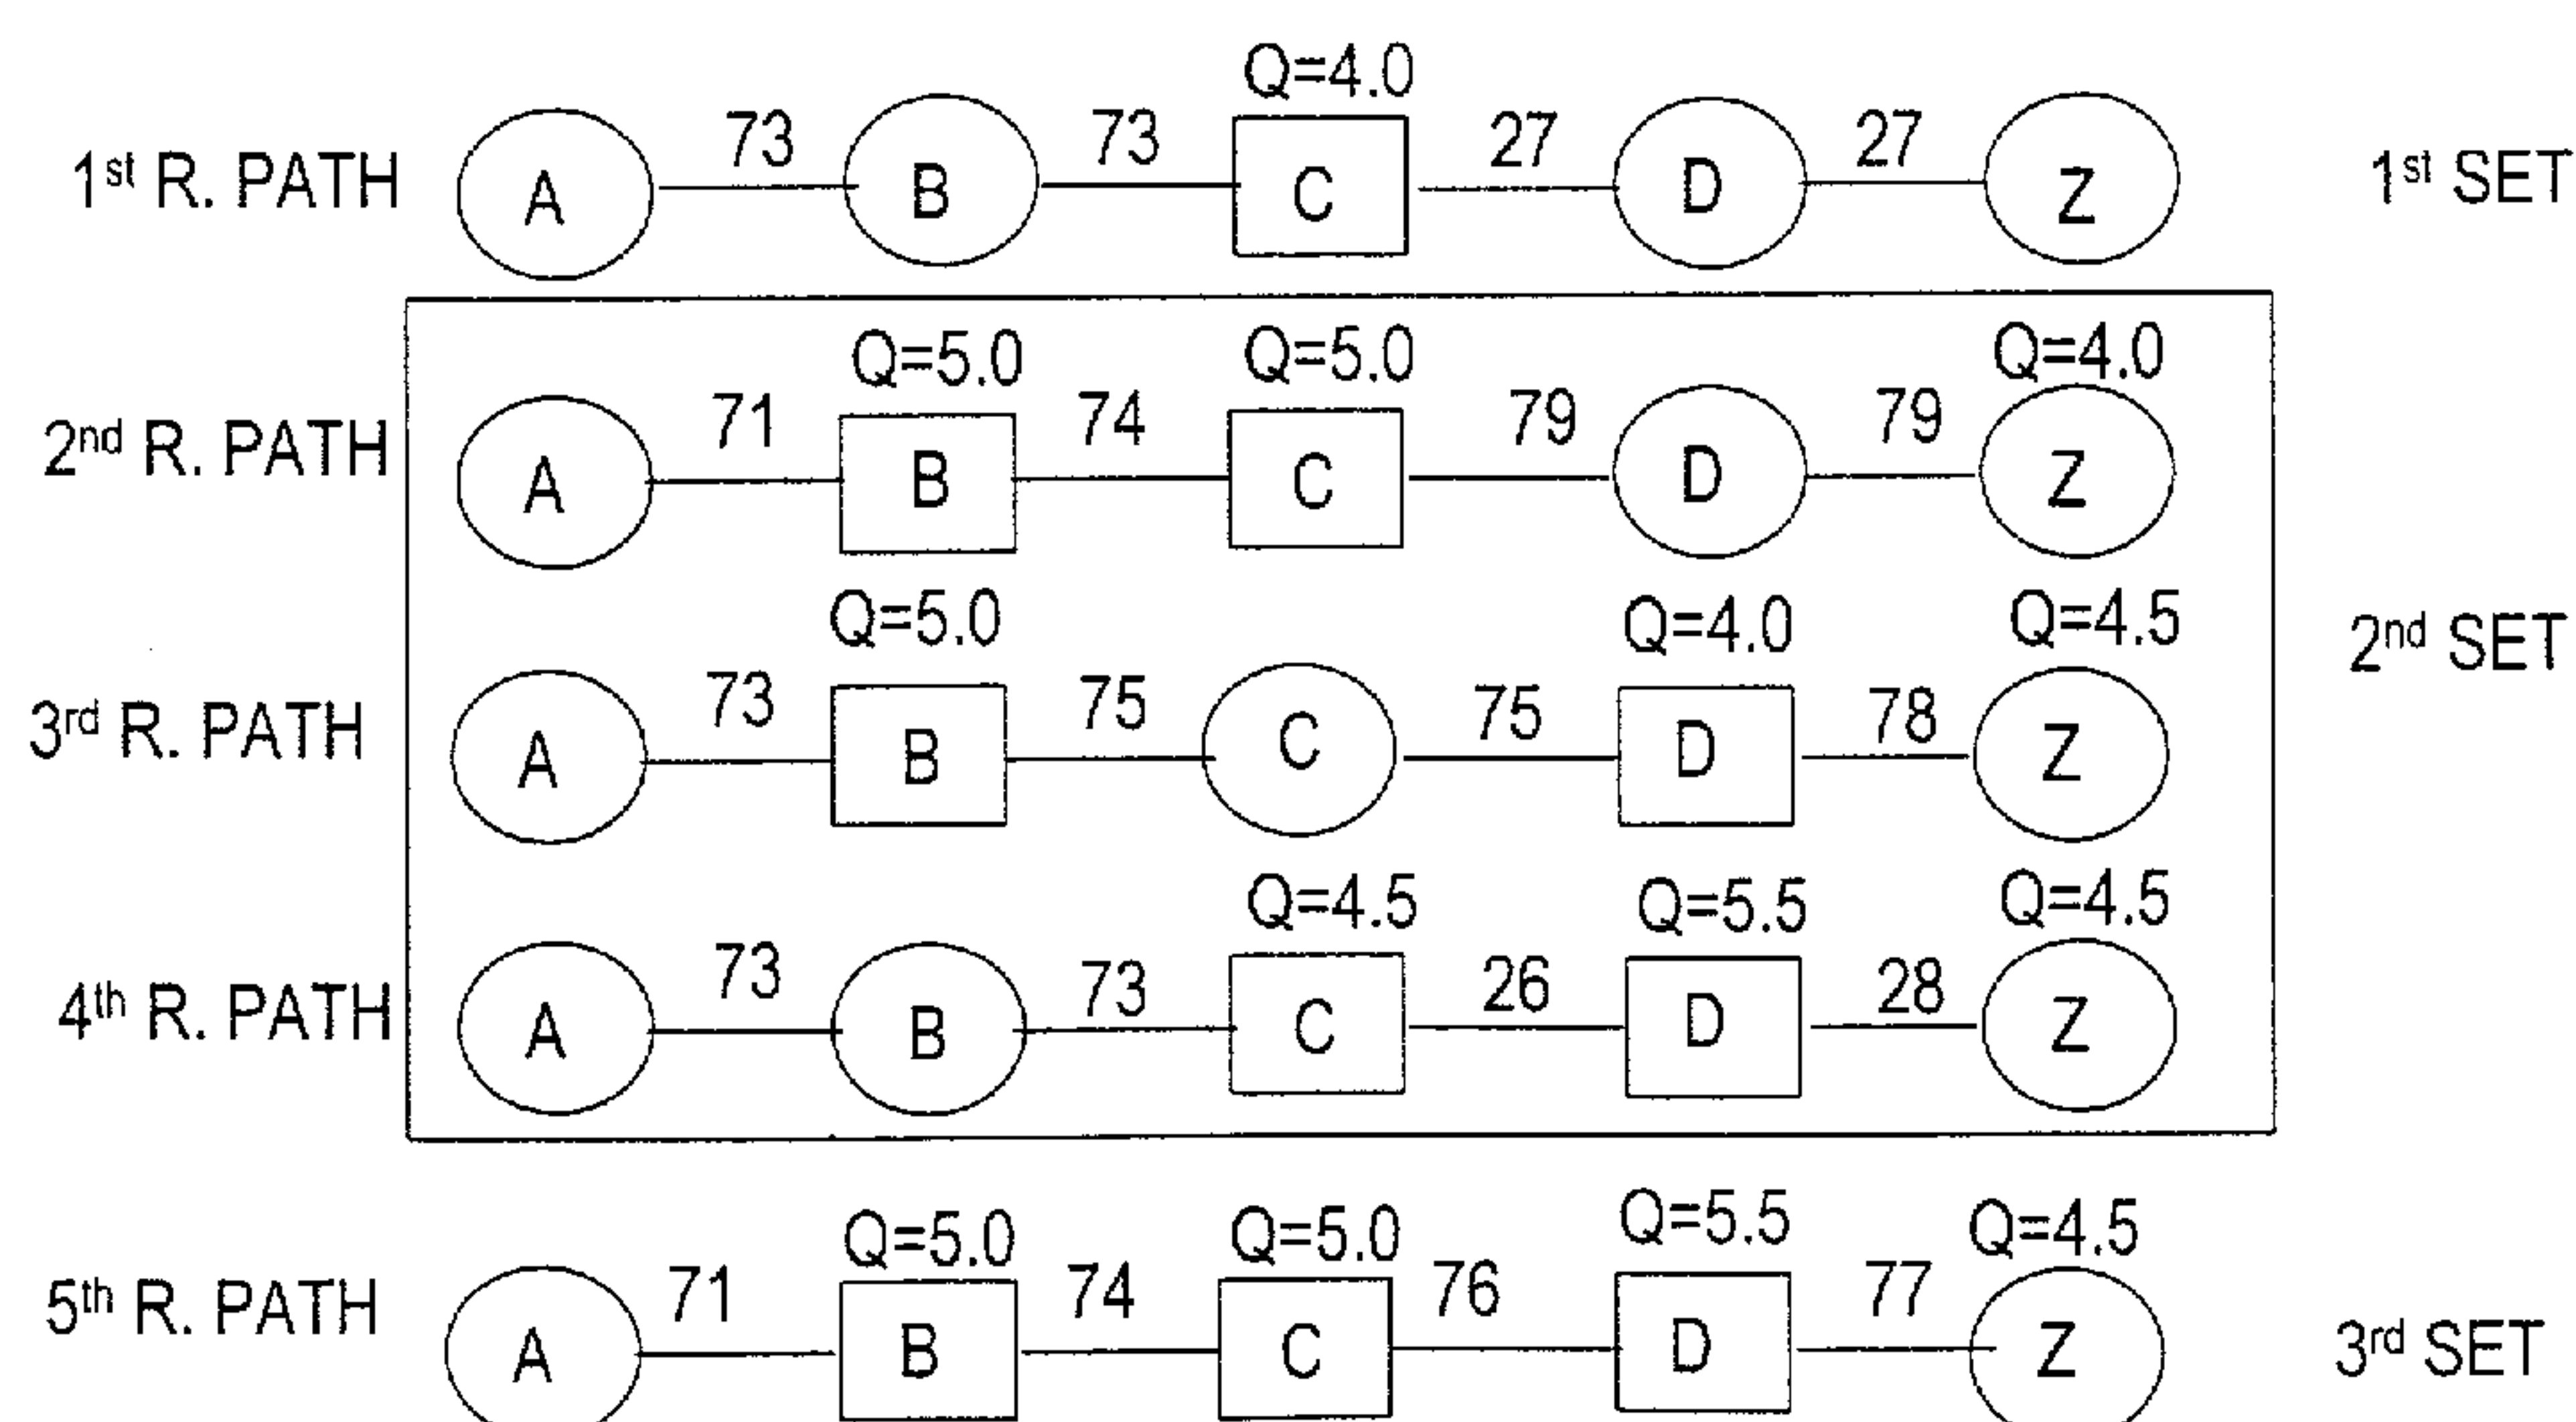 Q=4.0
1st R. PATH A 73 B 73 C 27 D 27 Z 1st SET
Q=5.0 Q=5.0 Q=4.0
2nd R. PATH A 71 B 74 C 79 D 79 Z
Q=5.0 Q=4.0 Q=4.5
2nd SET
3rd R. PATH A 73 B 75 C 75 D 78 Z
Q=4.5 Q=5.5 Q=4.5
4th R. PATH A 73 B 73 C 26 D 28 Z
Q=5.0 Q=5.0 Q=5.5 Q=4.5
5th R. PATH A 71 B 74 C 76 D 77 Z 3rd SET